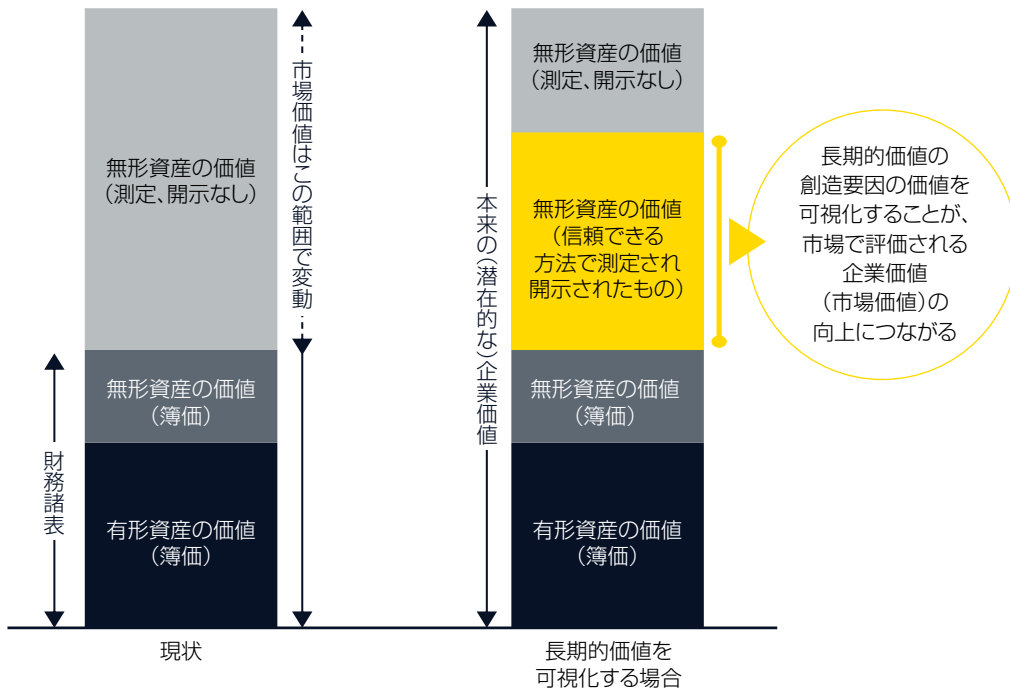 無形資産の価値
（測定、開示なし）
無形資産の価値
（簿価）
有形資産の価値
（簿価）
財務諸表
市場価値はこの範囲で変動
現状
本来の（潜在的な）企業価値
無形資産の価値
（測定、開示なし）
無形資産の価値
（信頼できる
方法で測定され
開示されたもの）
無形資産の価値
（簿価）
有形資産の価値
（簿価）
長期的価値を
可視化する場合
長期的価値の
創造要因の価値を
可視化することが、
市場で評価される
企業価値
（市場価値）の
向上につながる